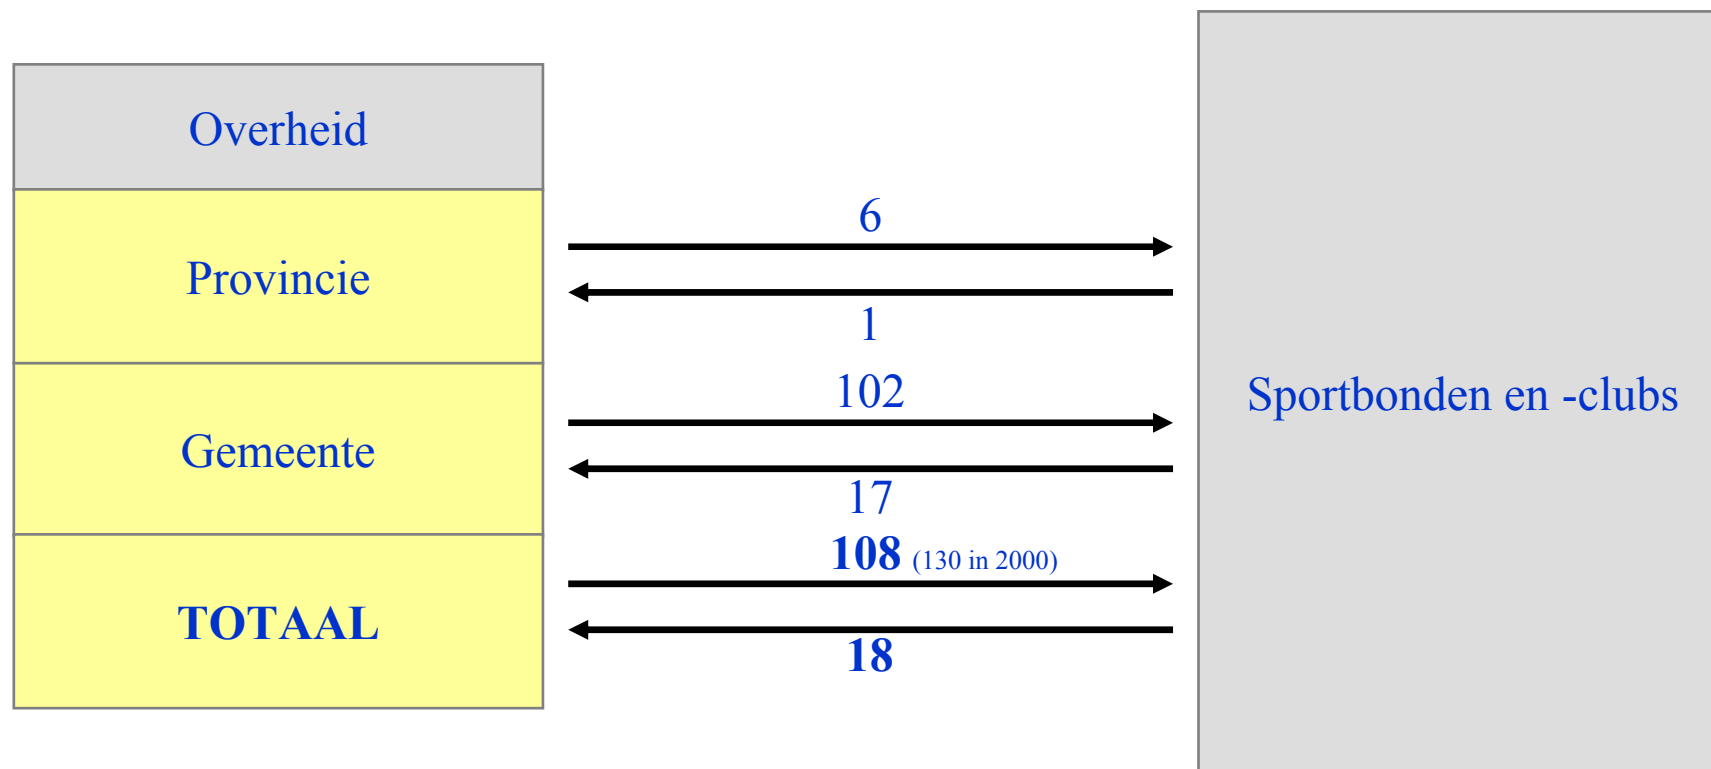 Overheid
6
Provincie
1
102
Sportbonden en -clubs
Gemeente
17
108 (130 in 2000)
TOTAAL
18